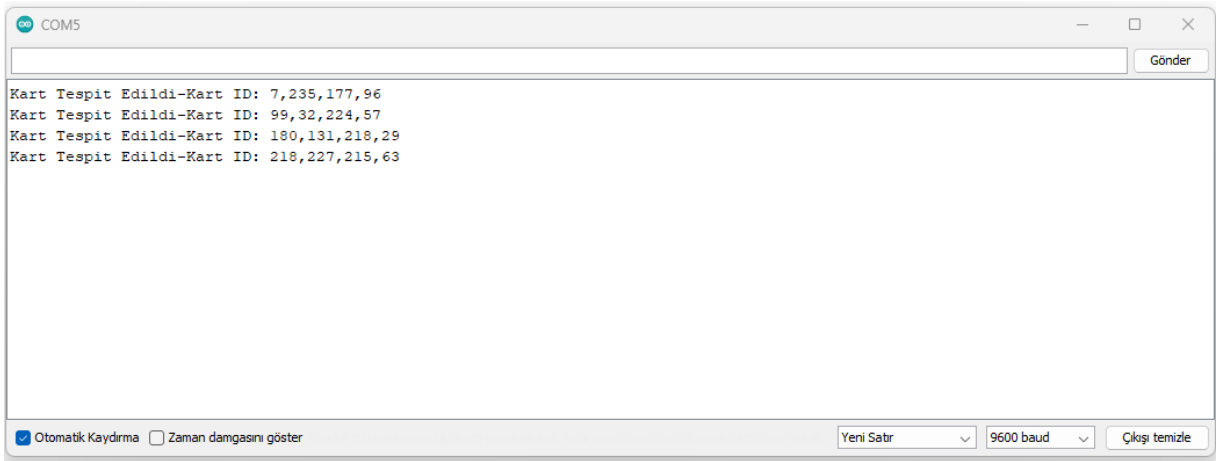 COM5
Gönder
Kart Tespit Edildi-Kart ID: 7,235,177,96
Kart Tespit Edildi-Kart ID: 99,32,224,57
Kart Tespit Edildi-Kart ID: 180,131,218,29
Kart Tespit Edildi-Kart ID: 218,227,215,63
Otomatik Kaydırma Zaman damgasını göster Yeni Satır 9600 baud Çıkışı temizle